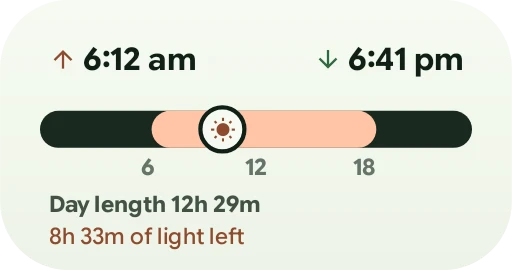 ↑ 6:12 am ↓ 6:41 pm
6 12 18
Day length 12h 29m
8h 33m of light left